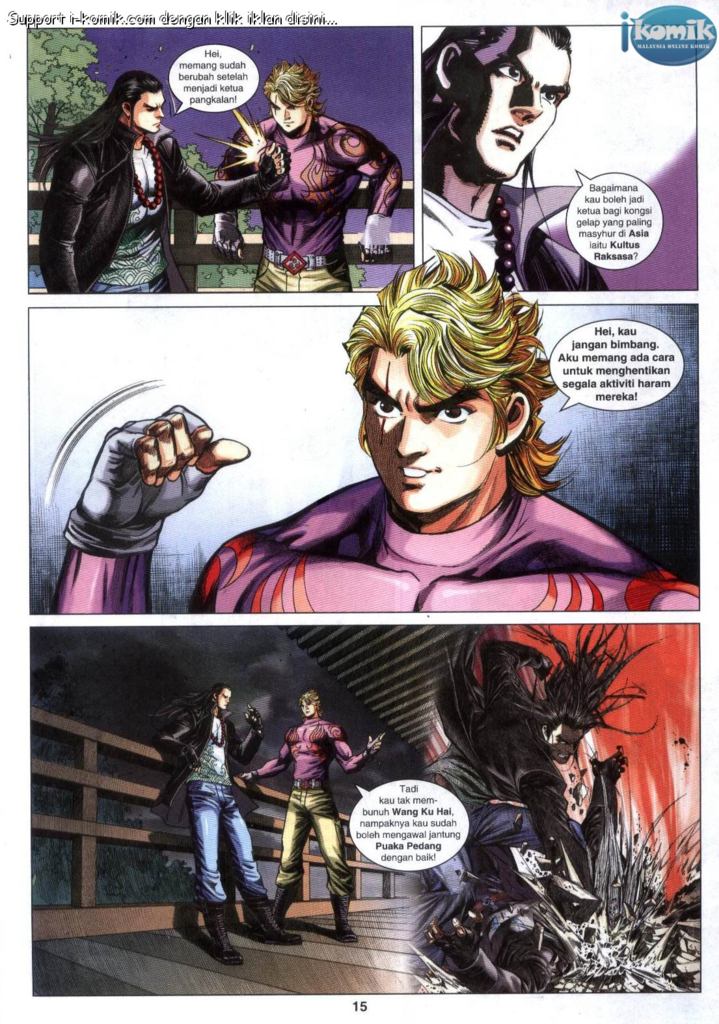 Support i-komik.com dengan klik iklan disini...
ikomik
MALAYSIA ONLINE KOMIK
Hei,
memang sudah
berubah setelah
menjadi ketua
pangkalan!
Bagaimana
kau boleh jadi
ketua bagi kongsi
gelap yang paling
masyhur di Asia
iaitu Kultus
Raksasa?
Hei, kau
jangan bimbang.
Aku memang ada cara
untuk menghentikan
segala aktiviti haram
mereka!
Tadi
kau tak mem-
bunuh Wang Ku Hai,
nampaknya kau sudah
boleh mengawal jantung
Puaka Pedang
dengan baik!
15